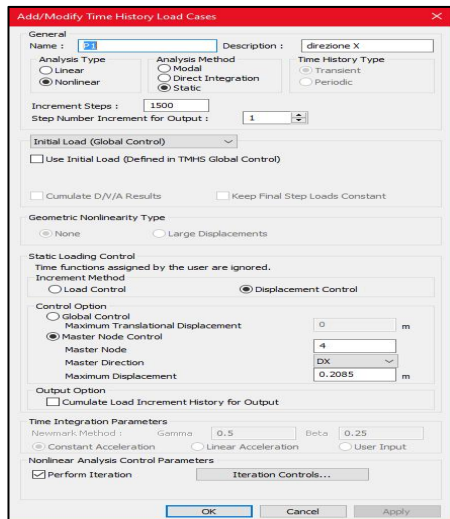 Add/Modify Time History Load Cases
General
Name : P1 Description : direzione X
Analysis Type Analysis Method Time History Type
Linear Modal Transient
Nonlinear Direct Integration Periodic
Static
Increment Steps : 1500
Step Number Increment for Output : 1
Initial Load (Global Control)
Use Initial Load (Defined in TMHS Global Control)
Cumulate D/V/A Results Keep Final Step Loads Constant
Geometric Nonlinearity Type
None Large Displacements
Static Loading Control
Time functions assigned by the user are ignored.
Increment Method
Load Control Displacement Control
Control Option
Global Control
Maximum Translational Displacement 0 m
Master Node Control
Master Node 4
Master Direction DX
Maximum Displacement 0.2085 m
Output Option
Cumulate Load Increment History for Output
Time Integration Parameters
Newmark Method : Gamma 0.5 Beta 0.25
Constant Acceleration Linear Acceleration User Input
Nonlinear Analysis Control Parameters
Perform Iteration Iteration Controls...
OK Cancel Apply